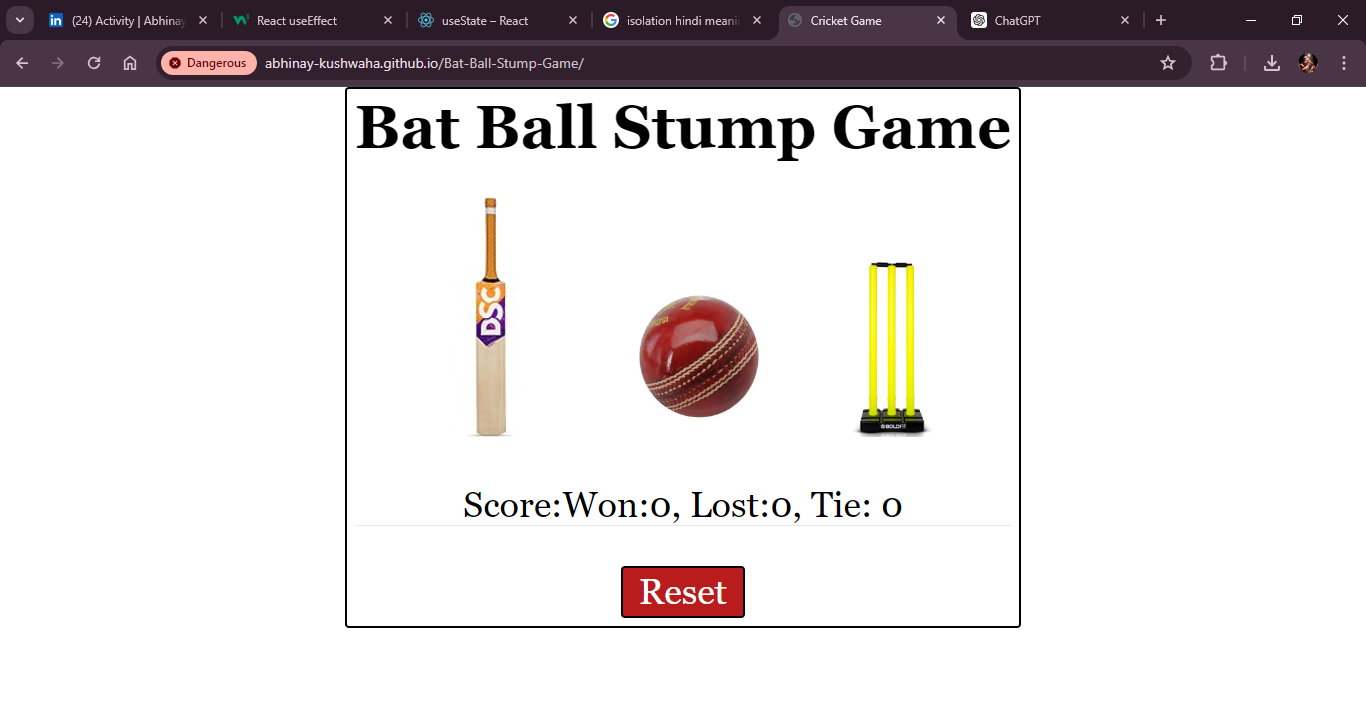 (24) Activity | Abhinay
React useEffect
useState – React
isolation hindi meani
Cricket Game
ChatGPT
Dangerous
abhinay-kushwaha.github.io/Bat-Ball-Stump-Game/
Bat Ball Stump Game
DSC
BOLDFIT
Score:Won:0, Lost:0, Tie: 0
Reset